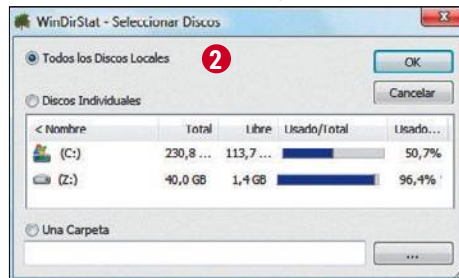 WinDirStat - Seleccionar Discos
Todos los Discos Locales
2
OK
Discos Individuales
Cancelar
< Nombre Total Libre Usado/Total Usado...
(C:) 230,8 ... 113,7 ... 50,7%
(Z:) 40,0 GB 1,4 GB 96,4%
Una Carpeta
...